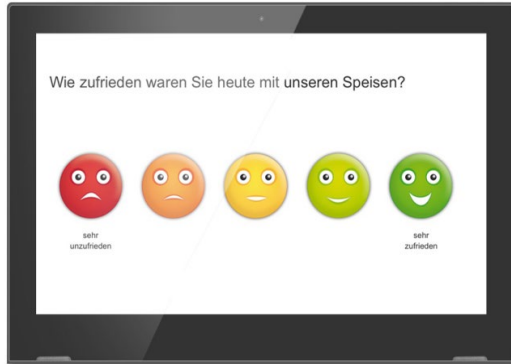 Wie zufrieden waren Sie heute mit unseren Speisen?
sehr
unzufrieden
sehr
zufrieden